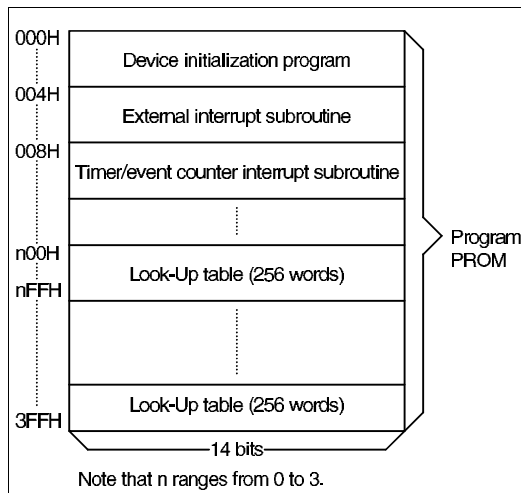 000H
Device initialization program
004H
External interrupt subroutine
008H
Timer/event counter interrupt subroutine
n00H
Look-Up table (256 words)
nFFH
Look-Up table (256 words)
3FFH
14 bits
Program
PROM
Note that n ranges from 0 to 3.